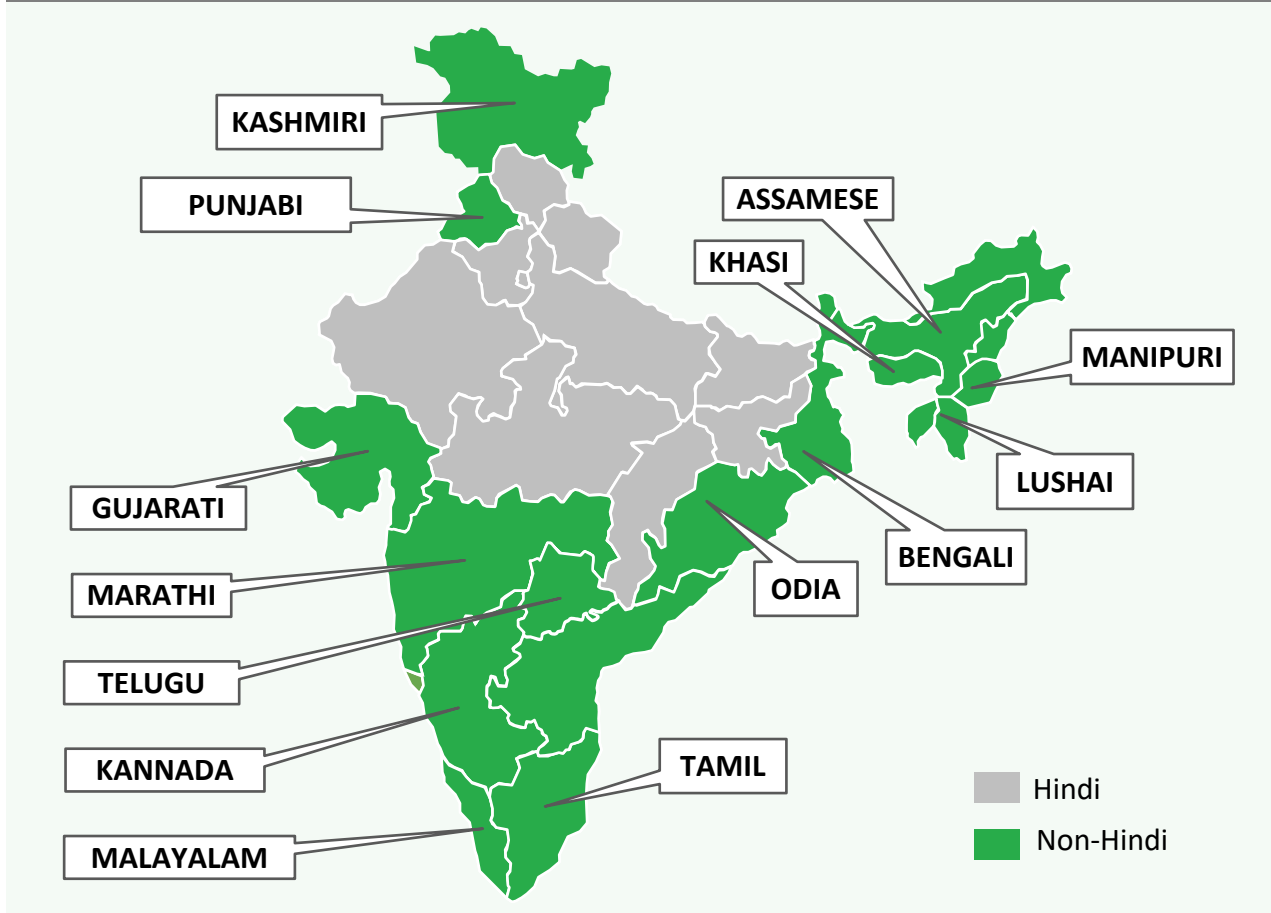 KASHMIRI
PUNJABI
ASSAMESE
KHASI
MANIPURI
LUSHAI
GUJARATI
BENGALI
MARATHI
ODIA
TELUGU
KANNADA
TAMIL
MALAYALAM
Hindi
Non-Hindi